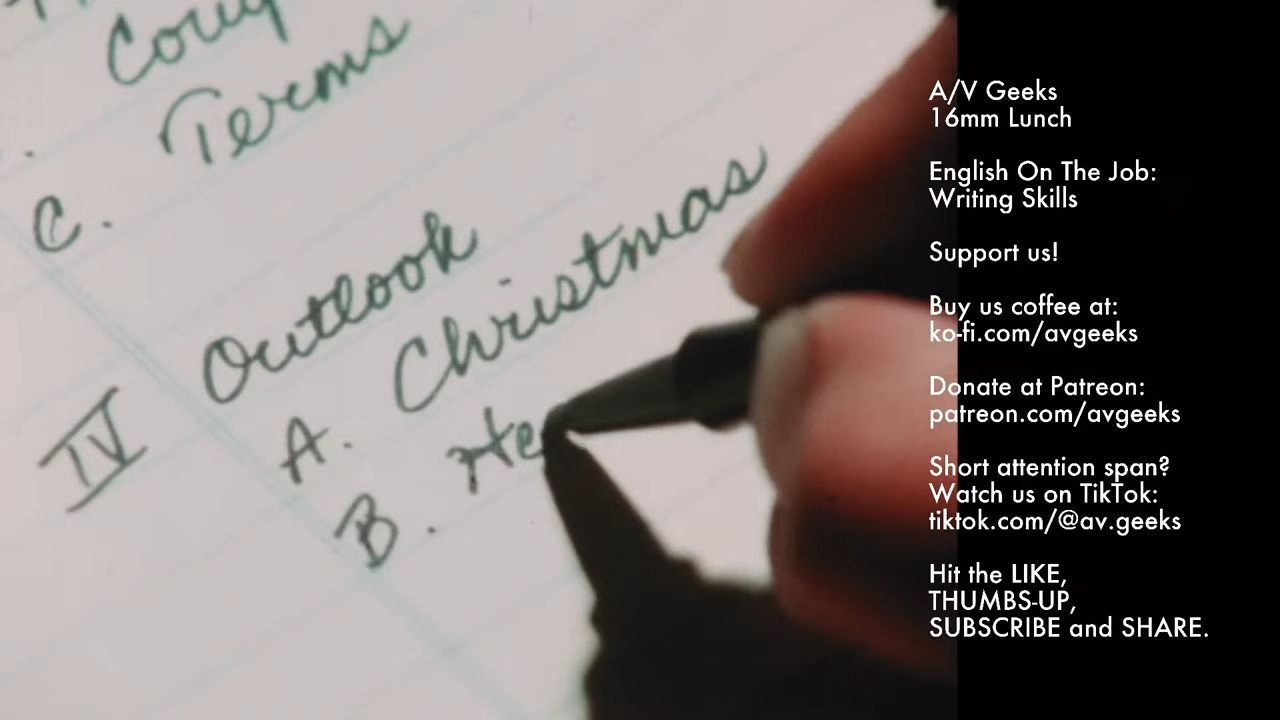 C. Terms
IV Outlook
A. Christmas
B. He
A/V Geeks
16mm Lunch
English On The Job:
Writing Skills
Support us!
Buy us coffee at:
ko-fi.com/avgeeks
Donate at Patreon:
patreon.com/avgeeks
Short attention span?
Watch us on TikTok:
tiktok.com/@av.geeks
Hit the LIKE,
THUMBS-UP,
SUBSCRIBE and SHARE.